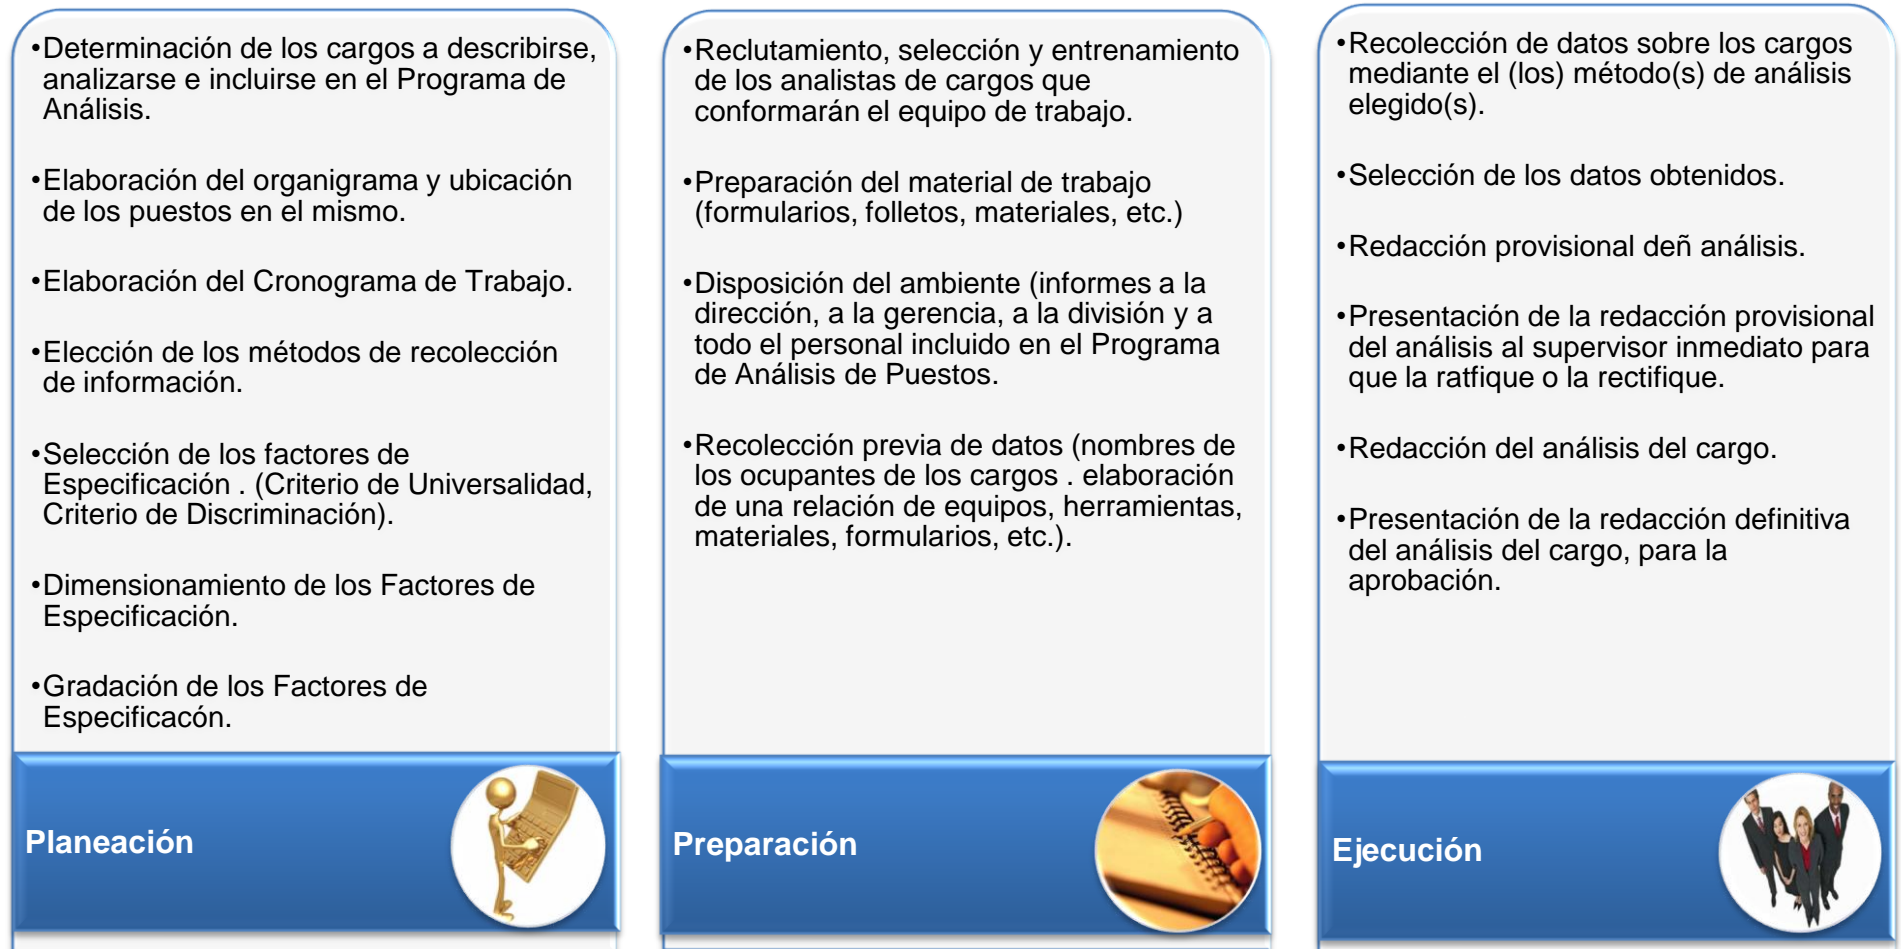 •Determinación de los cargos a describirse,
analizarse e incluirse en el Programa de
Análisis.
•Elaboración del organigrama y ubicación
de los puestos en el mismo.
•Elaboración del Cronograma de Trabajo.
•Elección de los métodos de recolección
de información.
•Selección de los factores de
Especificación . (Criterio de Universalidad,
Criterio de Discriminación).
•Dimensionamiento de los Factores de
Especificación.
•Gradación de los Factores de
Especificacón.
Planeación
•Reclutamiento, selección y entrenamiento
de los analistas de cargos que
conformarán el equipo de trabajo.
•Preparación del material de trabajo
(formularios, folletos, materiales, etc.)
•Disposición del ambiente (informes a la
dirección, a la gerencia, a la división y a
todo el personal incluido en el Programa
de Análisis de Puestos.
•Recolección previa de datos (nombres de
los ocupantes de los cargos . elaboración
de una relación de equipos, herramientas,
materiales, formularios, etc.).
Preparación
•Recolección de datos sobre los cargos
mediante el (los) método(s) de análisis
elegido(s).
•Selección de los datos obtenidos.
•Redacción provisional deñ análisis.
•Presentación de la redacción provisional
del análisis al supervisor inmediato para
que la ratfique o la rectifique.
•Redacción del análisis del cargo.
•Presentación de la redacción definitiva
del análisis del cargo, para la
aprobación.
Ejecución